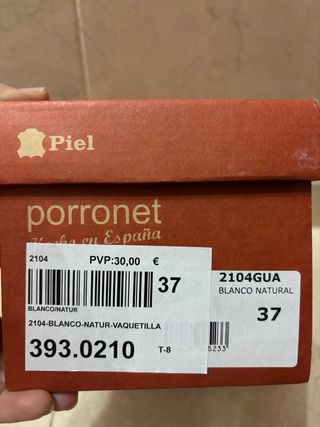 Piel
porronet
Hecho en España
2104 PVP:30,00 €
37
BLANCO/NATUR
2104-BLANCO-NATUR-VAQUETILLA
393.0210 T-8
2104GUA
BLANCO NATURAL
37
5233